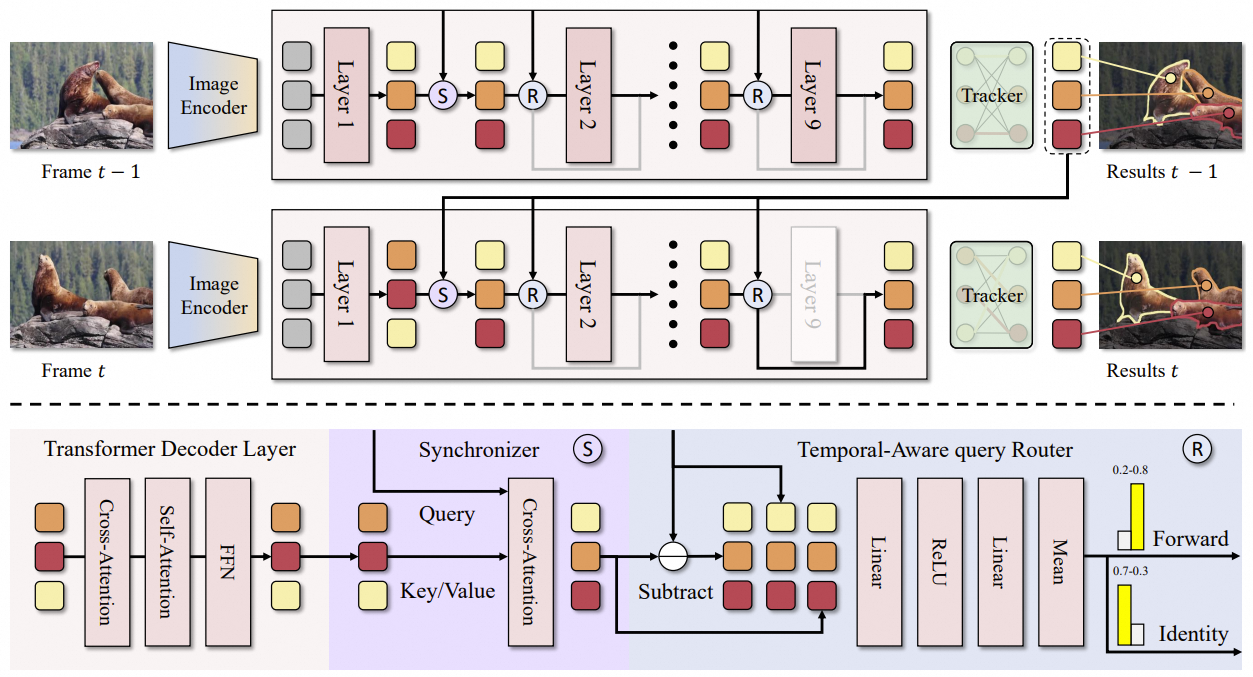 Image
Encoder
Layer 1
S
R
Layer 2
R
Layer 9
Tracker
Frame t − 1
Results t − 1
Image
Encoder
Layer 1
S
R
Layer 2
R
Layer 9
Tracker
Frame t
Results t
Transformer Decoder Layer
Cross-Attention
Self-Attention
FFN
Synchronizer
S
Query
Key/Value
Cross-Attention
Temporal-Aware query Router
R
Subtract
Linear
ReLU
Linear
Mean
0.2-0.8
Forward
0.7-0.3
Identity